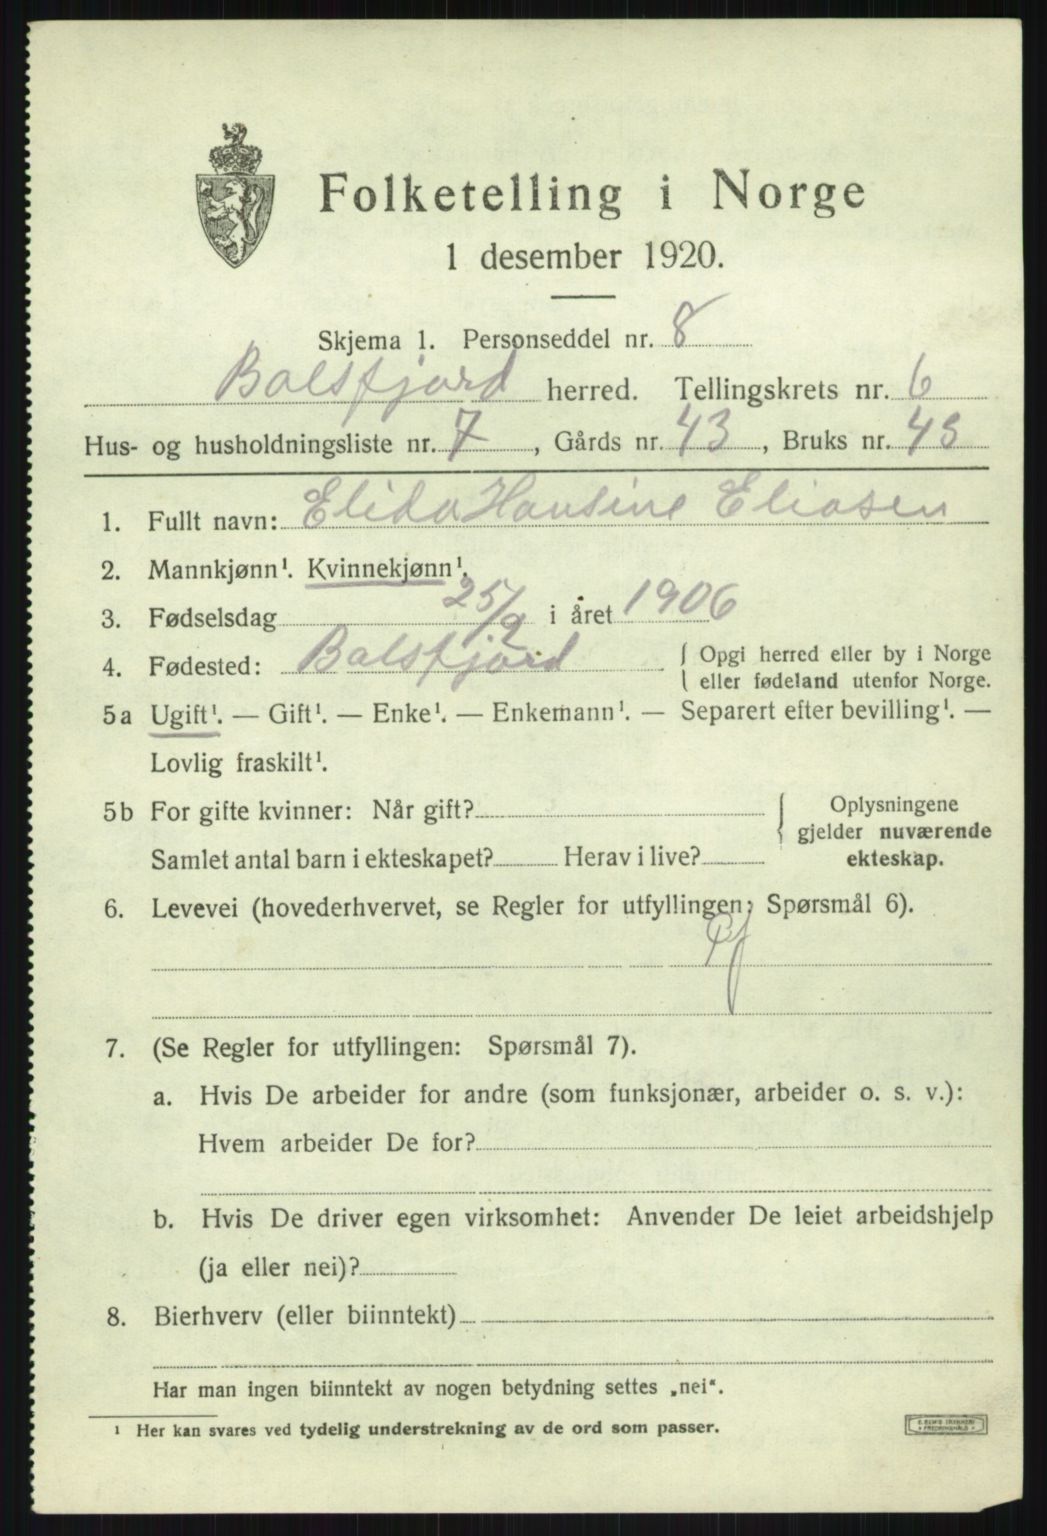 Folketelling i Norge
1 desember 1920.
Skjema 1. Personseddel nr. 8
Balsfjord herred. Tellingskrets nr. 6
Hus- og husholdningsliste nr. 7, Gårds nr. 43, Bruks nr. 49
1. Fullt navn: Elida Hansine Eliasen
2. Mannkjønn¹. Kvinnekjønn¹.
3. Fødselsdag 25/2 i året 1906
4. Fødested: Balsfjord { Opgi herred eller by i Norge
eller fødeland utenfor Norge.
5a Ugift¹. — Gift¹. — Enke¹. — Enkemann¹. — Separert efter bevilling¹. —
Lovlig fraskilt¹.
5b For gifte kvinner: Når gift? { Oplysningene
gjelder nuværende
Samlet antal barn i ekteskapet? Herav i live? ekteskap.
6. Levevei (hovederhvervet, se Regler for utfyllingen, Spørsmål 6).
7. (Se Regler for utfyllingen: Spørsmål 7).
a. Hvis De arbeider for andre (som funksjonær, arbeider o. s. v.):
Hvem arbeider De for?
b. Hvis De driver egen virksomhet: Anvender De leiet arbeidshjelp
(ja eller nei)?
8. Bierhverv (eller biinntekt)
Har man ingen biinntekt av nogen betydning settes „nei“.
¹ Her kan svares ved tydelig understrekning av de ord som passer.